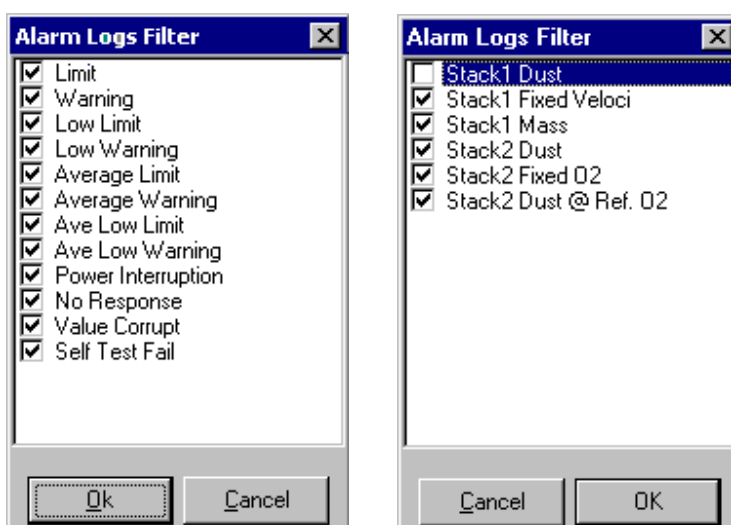 Alarm Logs Filter
Limit
Warning
Low Limit
Low Warning
Average Limit
Average Warning
Ave Low Limit
Ave Low Warning
Power Interruption
No Response
Value Corrupt
Self Test Fail
Ok
Cancel
Alarm Logs Filter
Stack1 Dust
Stack1 Fixed Veloci
Stack1 Mass
Stack2 Dust
Stack2 Fixed O2
Stack2 Dust @ Ref. O2
Cancel
OK